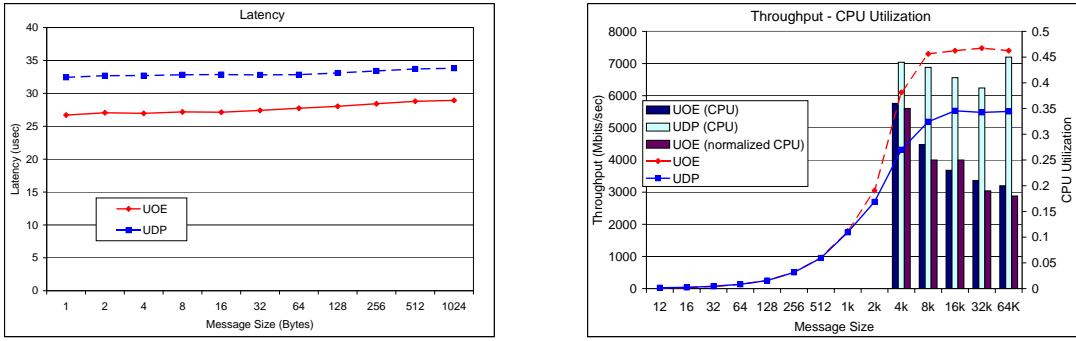 Latency
40
35
30
25
20
15
10
5
0
Latency (usec)
UOE
UDP
1 2 4 8 16 32 64 128 256 512 1024
Message Size (Bytes)
Throughput - CPU Utilization
8000
7000
6000
5000
4000
3000
2000
1000
0
Throughput (Mbits/sec)
UOE (CPU)
UDP (CPU)
UOE (normalized CPU)
UOE
UDP
0.5
0.45
0.4
0.35
0.3
0.25
0.2
0.15
0.1
0.05
0
CPU Utilization
12 16 32 64 128 256 512 1k 2k 4k 8k 16k 32k 64K
Message Size